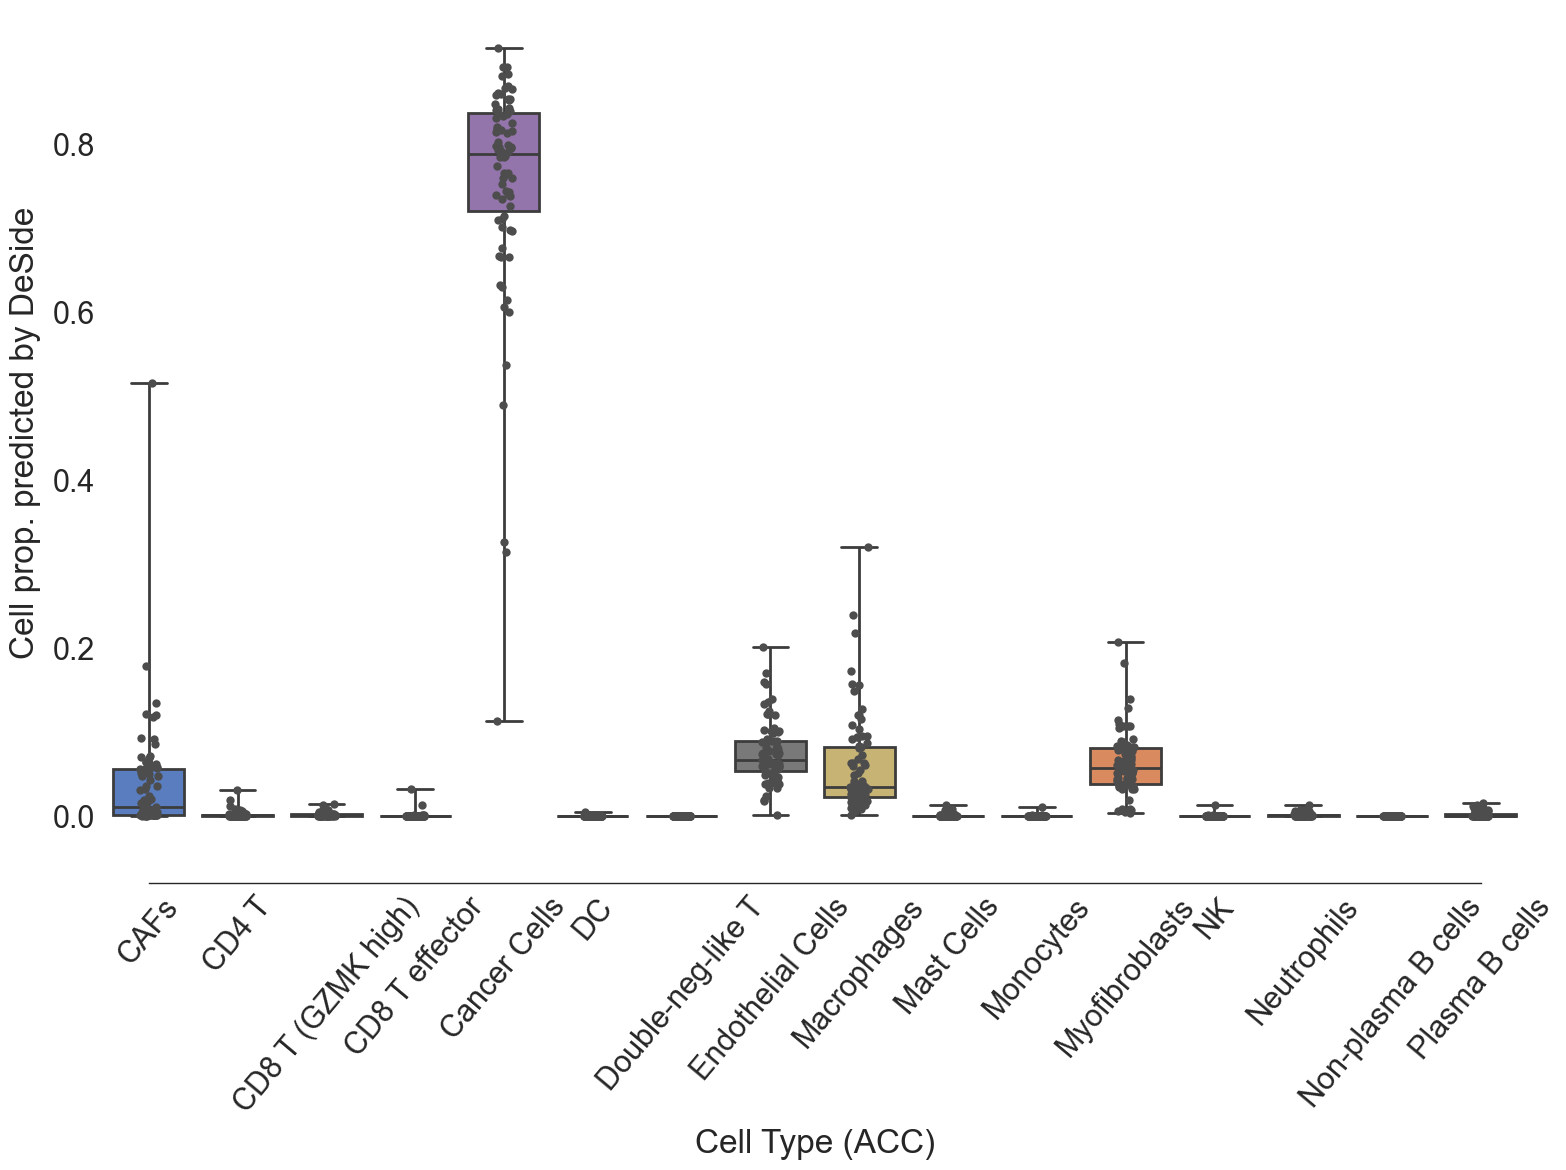 Cell prop. predicted by DeSide
0.8
0.6
0.4
0.2
0.0
CAFs
CD4 T
CD8 T (GZMK high)
CD8 T effector
Cancer Cells
DC
Double-neg-like T
Endothelial Cells
Macrophages
Mast Cells
Monocytes
Myofibroblasts
NK
Neutrophils
Non-plasma B cells
Plasma B cells
Cell Type (ACC)